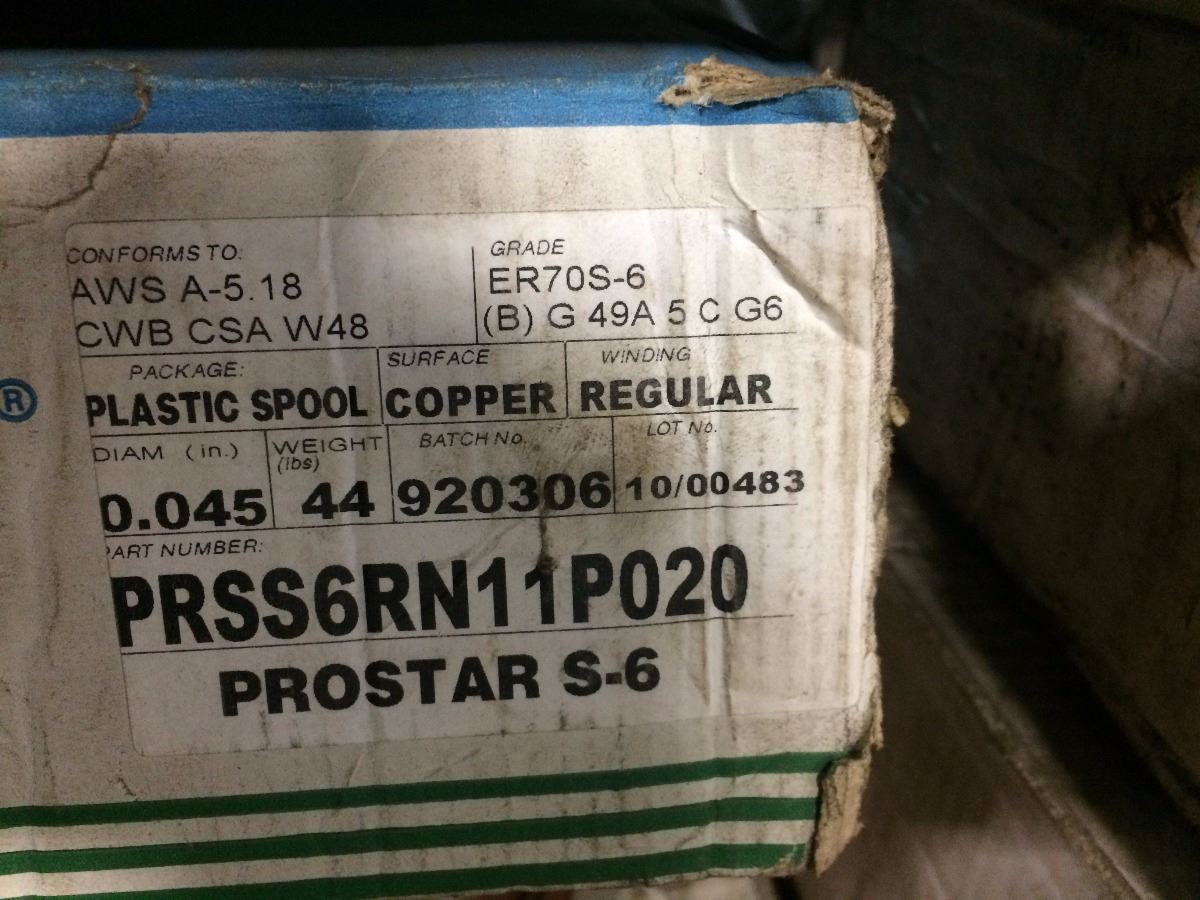 CONFORMS TO:
AWS A-5.18
CWB CSA W48
GRADE
ER70S-6
(B) G 49A 5 C G6
PACKAGE:
PLASTIC SPOOL
SURFACE
COPPER
WINDING
REGULAR
DIAM (in.)
0.045
WEIGHT
(lbs)
44
BATCH No.
920306
LOT No.
10/00483
PART NUMBER:
PRSS6RN11P020
PROSTAR S-6
®